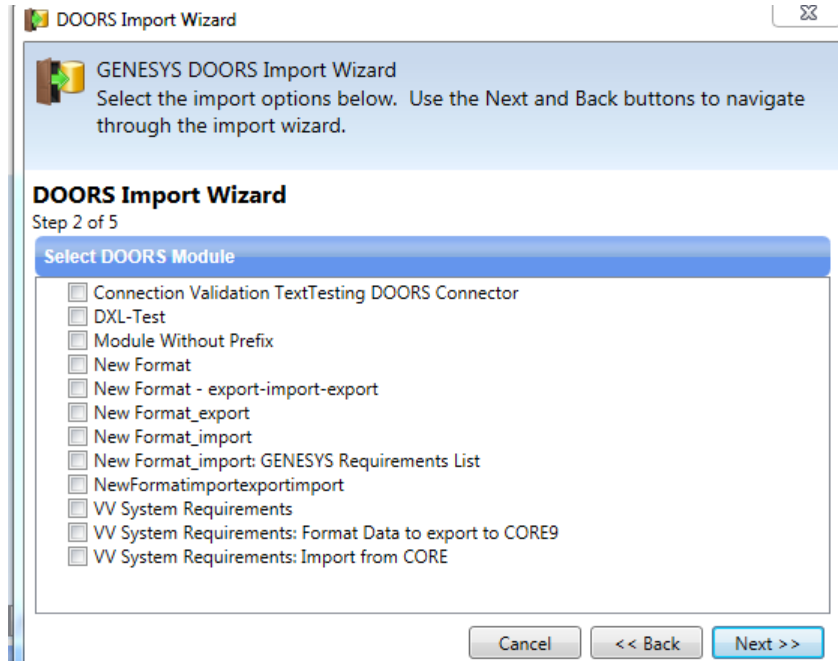 DOORS Import Wizard
GENESYS DOORS Import Wizard
Select the import options below.  Use the Next and Back buttons to navigate
through the import wizard.
DOORS Import Wizard
Step 2 of 5
Select DOORS Module
Connection Validation TextTesting DOORS Connector
DXL-Test
Module Without Prefix
New Format
New Format - export-import-export
New Format_export
New Format_import
New Format_import: GENESYS Requirements List
NewFormatimportexportimport
VV System Requirements
VV System Requirements: Format Data to export to CORE9
VV System Requirements: Import from CORE
Cancel
<< Back
Next >>